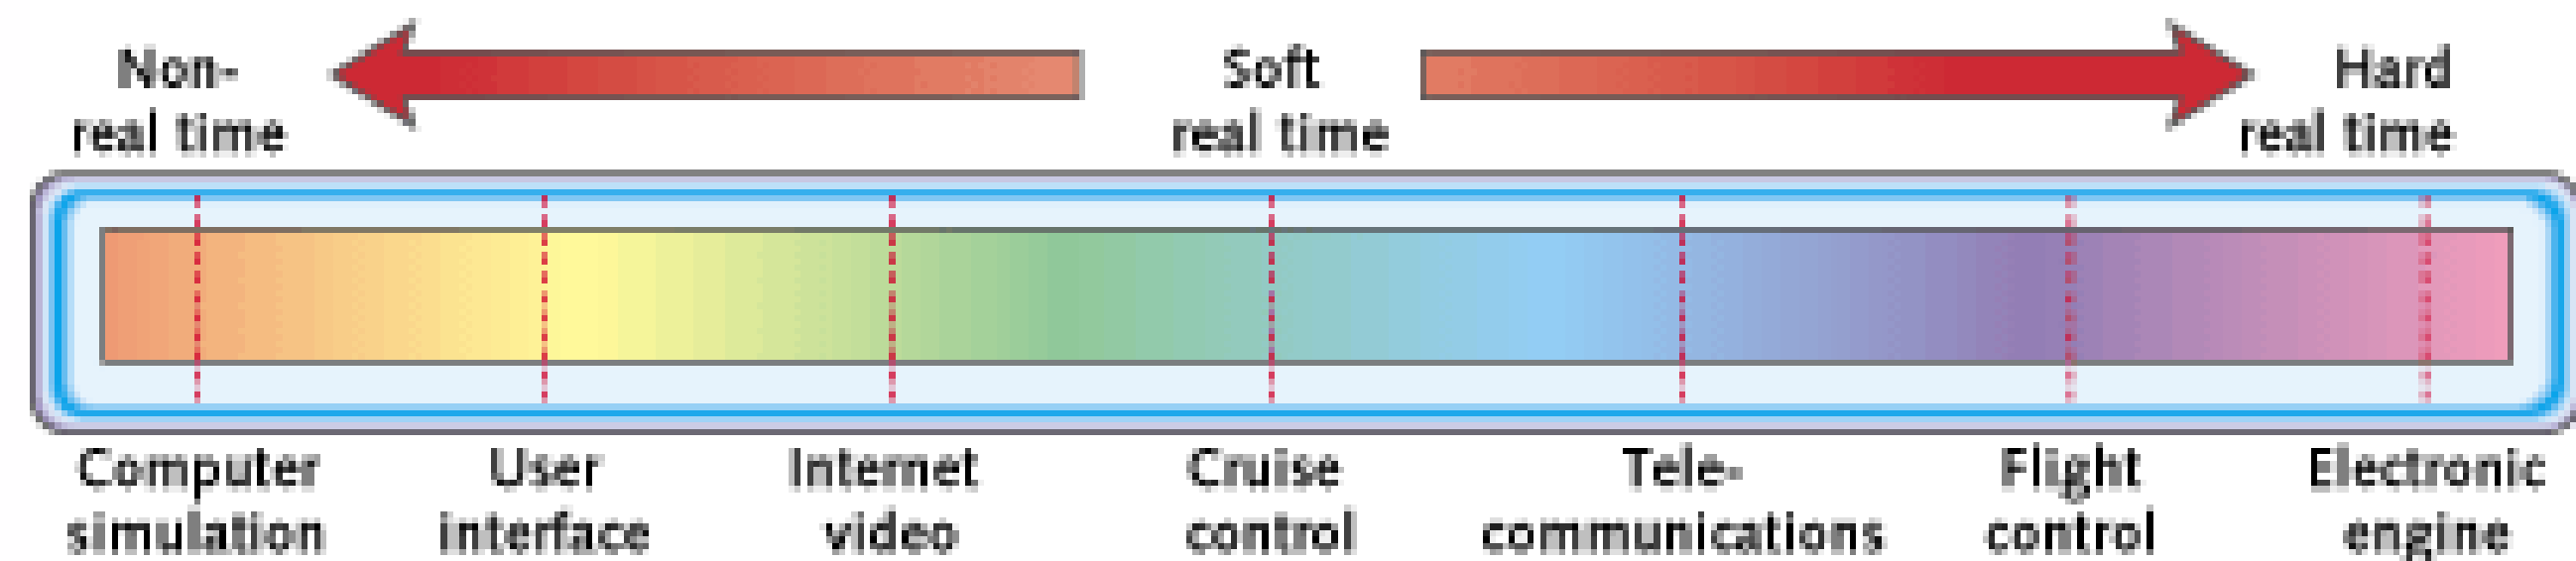 Non-
real time
Soft
real time
Hard
real time
Computer
simulation
User
interface
Internet
video
Cruise
control
Tele-
communications
Flight
control
Electronic
engine